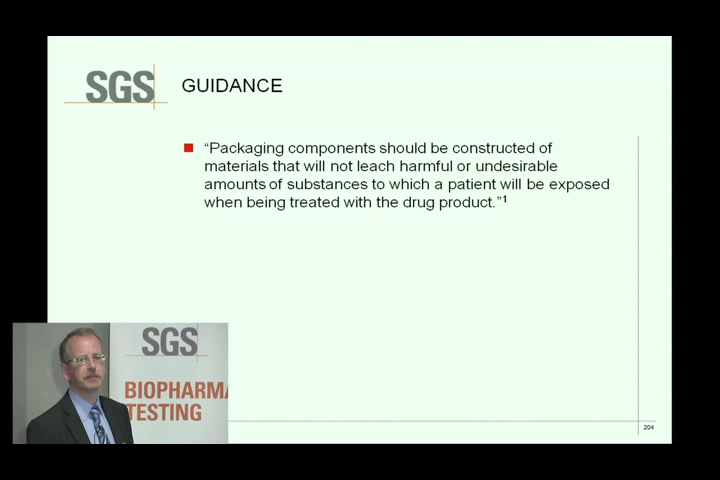 SGS
GUIDANCE
“Packaging components should be constructed of
materials that will not leach harmful or undesirable
amounts of substances to which a patient will be exposed
when being treated with the drug product.”1
SGS
BIOPHARMA
TESTING
204